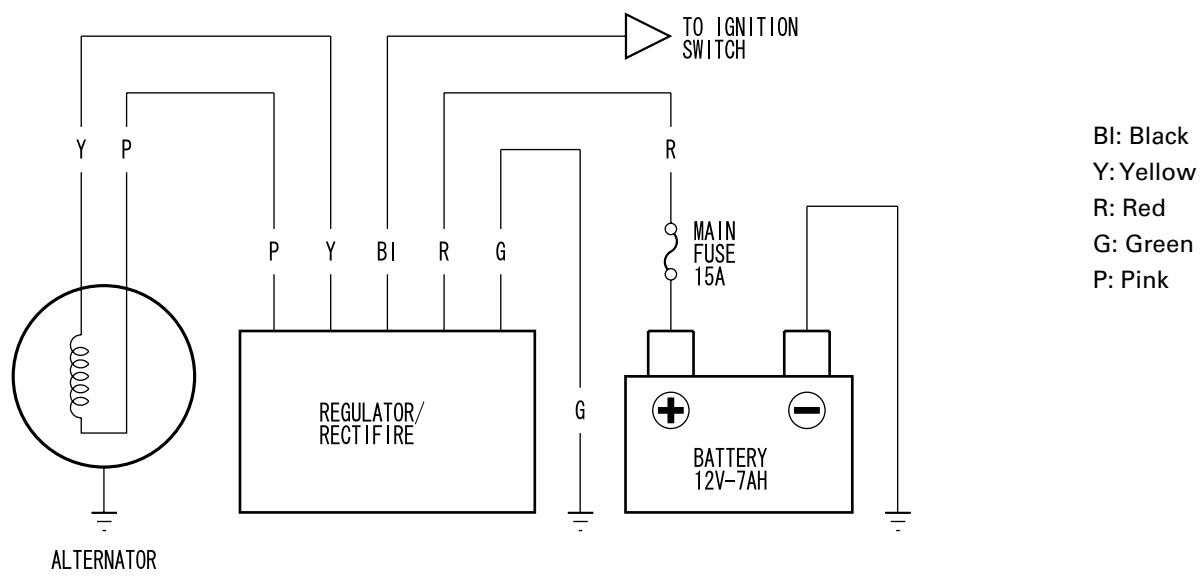 TO IGNITION
SWITCH
Y P
R
P Y Bl R G
MAIN
FUSE
15A
G
REGULATOR/
RECTIFIRE
BATTERY
12V-7AH
ALTERNATOR
Bl: Black
Y: Yellow
R: Red
G: Green
P: Pink